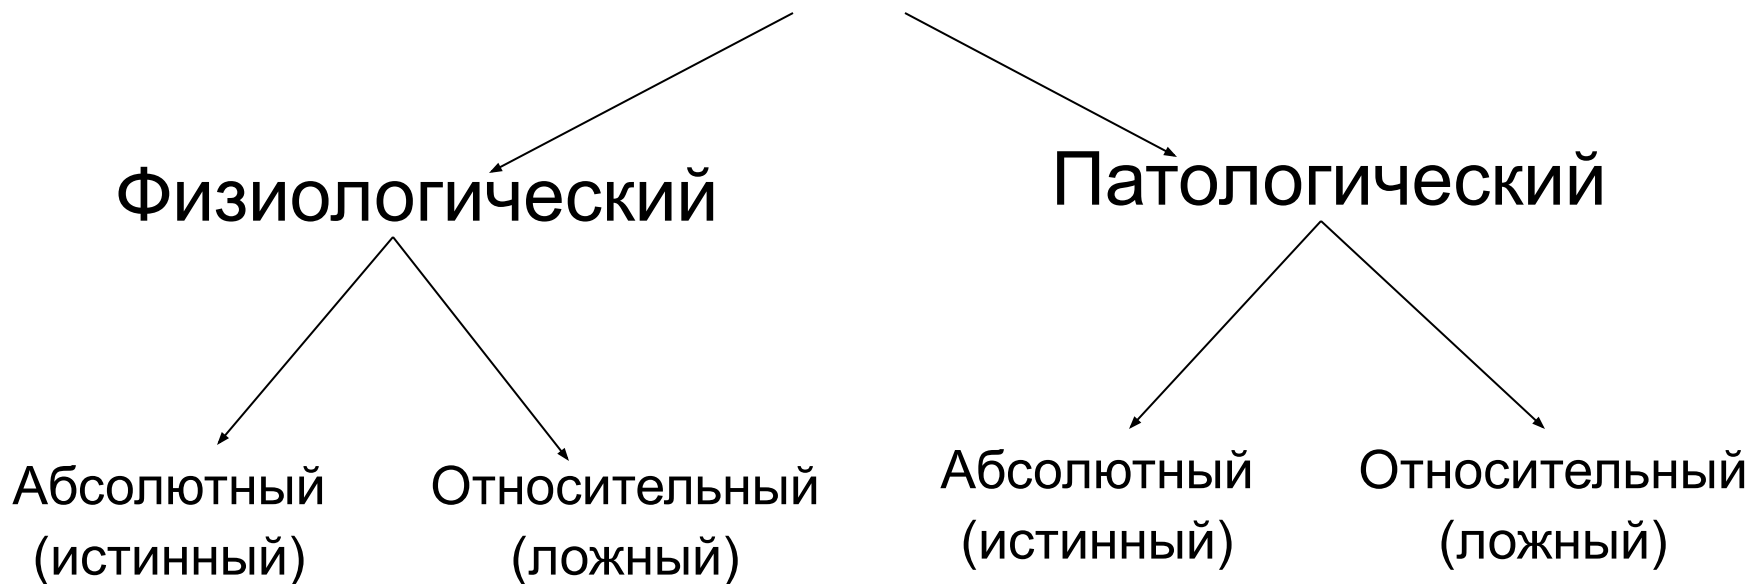 Физиологический
Патологический
Абсолютный
(истинный)
Относительный
(ложный)
Абсолютный
(истинный)
Относительный
(ложный)